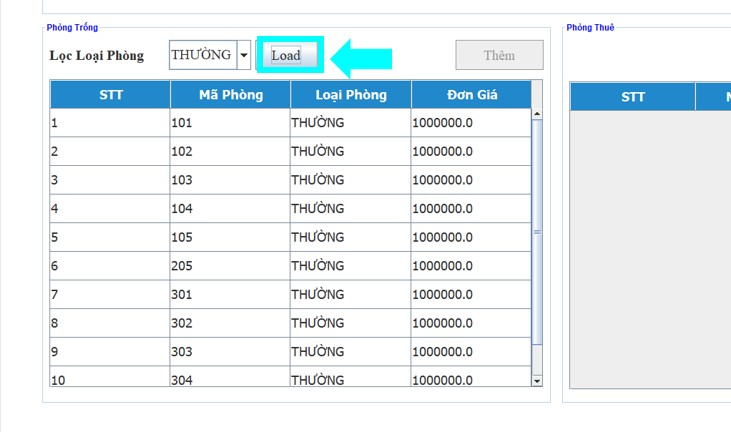 Phòng Trống
Phòng Thuê
Lọc Loại Phòng THƯỜNG Load Thêm
STT Mã Phòng Loại Phòng Đơn Giá
1 101 THƯỜNG 1000000.0
2 102 THƯỜNG 1000000.0
3 103 THƯỜNG 1000000.0
4 104 THƯỜNG 1000000.0
5 105 THƯỜNG 1000000.0
6 205 THƯỜNG 1000000.0
7 301 THƯỜNG 1000000.0
8 302 THƯỜNG 1000000.0
9 303 THƯỜNG 1000000.0
10 304 THƯỜNG 1000000.0
STT